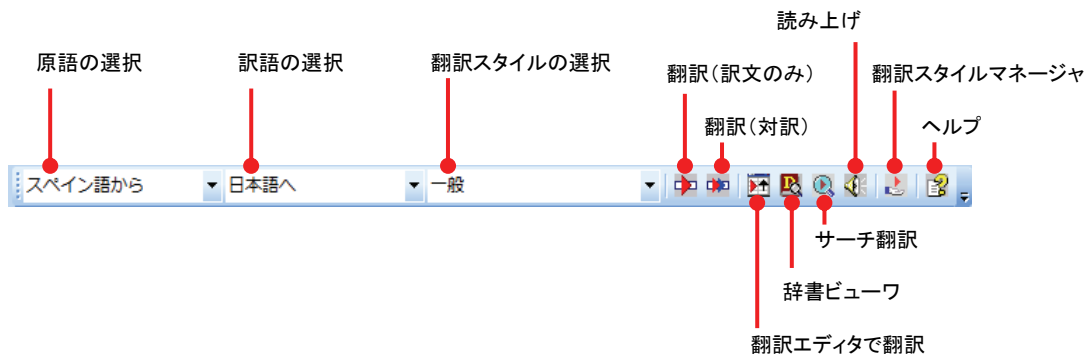 読み上げ
原語の選択
訳語の選択
翻訳スタイルの選択
翻訳（訳文のみ）
翻訳スタイルマネージャ
翻訳（対訳）
ヘルプ
スペイン語から
日本語へ
一般
サーチ翻訳
辞書ビューワ
翻訳エディタで翻訳